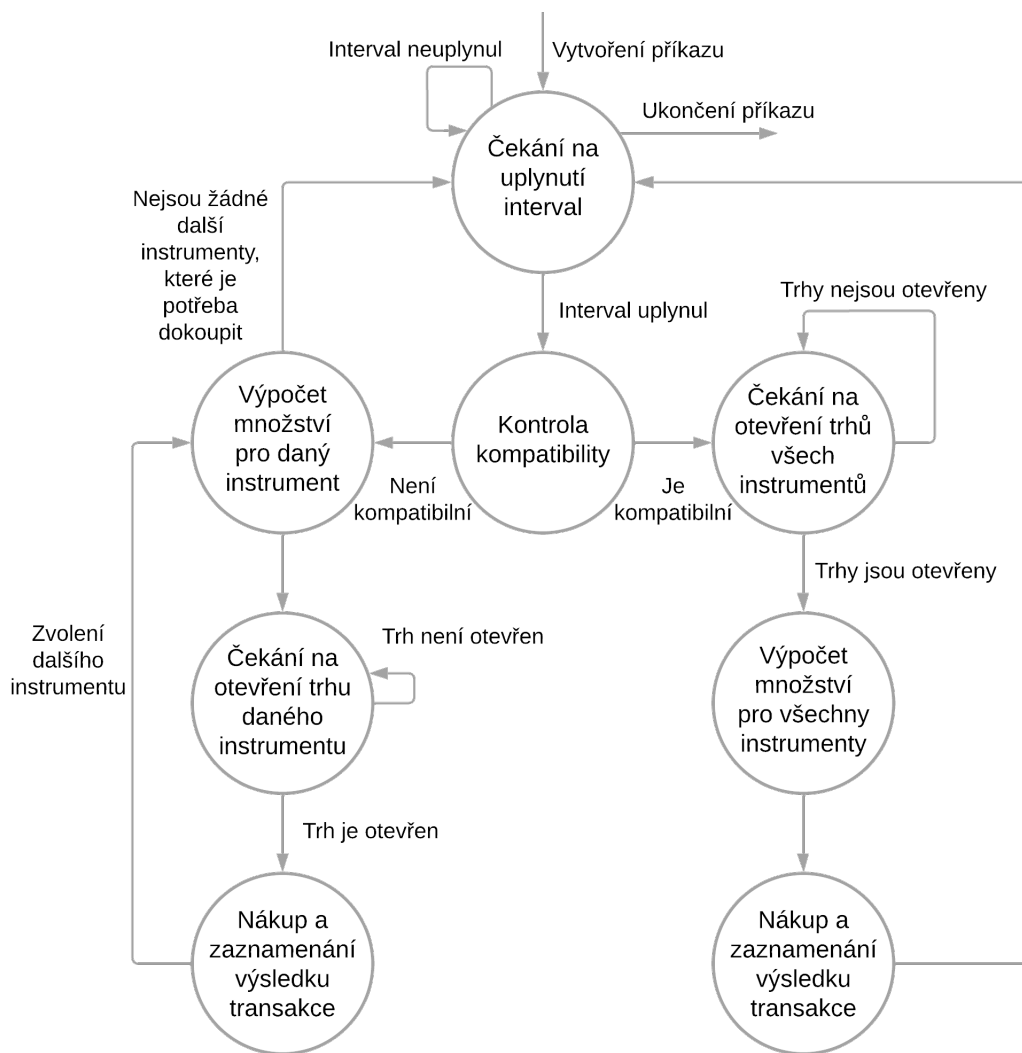 Interval neuplynul
Vytvoření příkazu
Ukončení příkazu
Čekání na
uplynutí
interval
Nejsou žádné
další
instrumenty,
které je
potřeba
dokoupit
Interval uplynul
Trhy nejsou otevřeny
Výpočet
množství
pro daný
instrument
Kontrola
kompatibility
Čekání na
otevření trhů
všech
instrumentů
Není
kompatibilní
Je
kompatibilní
Trhy jsou otevřeny
Zvolení
dalšího
instrumentu
Trh není otevřen
Čekání na
otevření trhu
daného
instrumentu
Výpočet
množství
pro všechny
instrumenty
Trh je otevřen
Nákup a
zaznamenání
výsledku
transakce
Nákup a
zaznamenání
výsledku
transakce